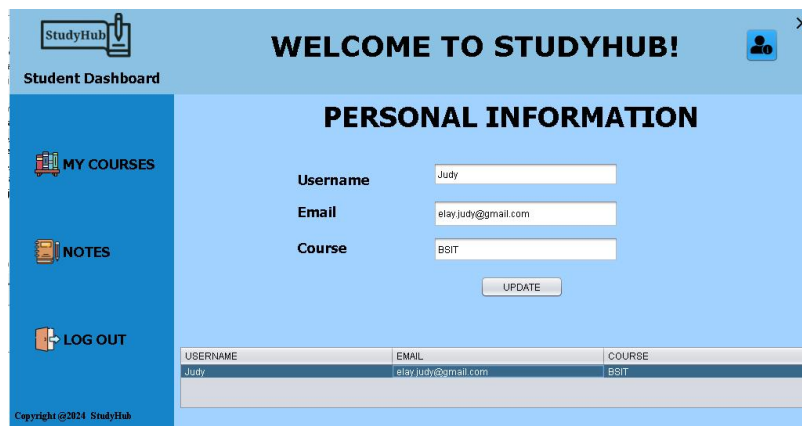 StudyHub
WELCOME TO STUDYHUB!
Student Dashboard
PERSONAL INFORMATION
MY COURSES
Username
Judy
Email
elay.judy@gmail.com
Course
BSIT
NOTES
UPDATE
LOG OUT
USERNAME EMAIL COURSE
Judy elay.judy@gmail.com BSIT
Copyright @2024 StudyHub